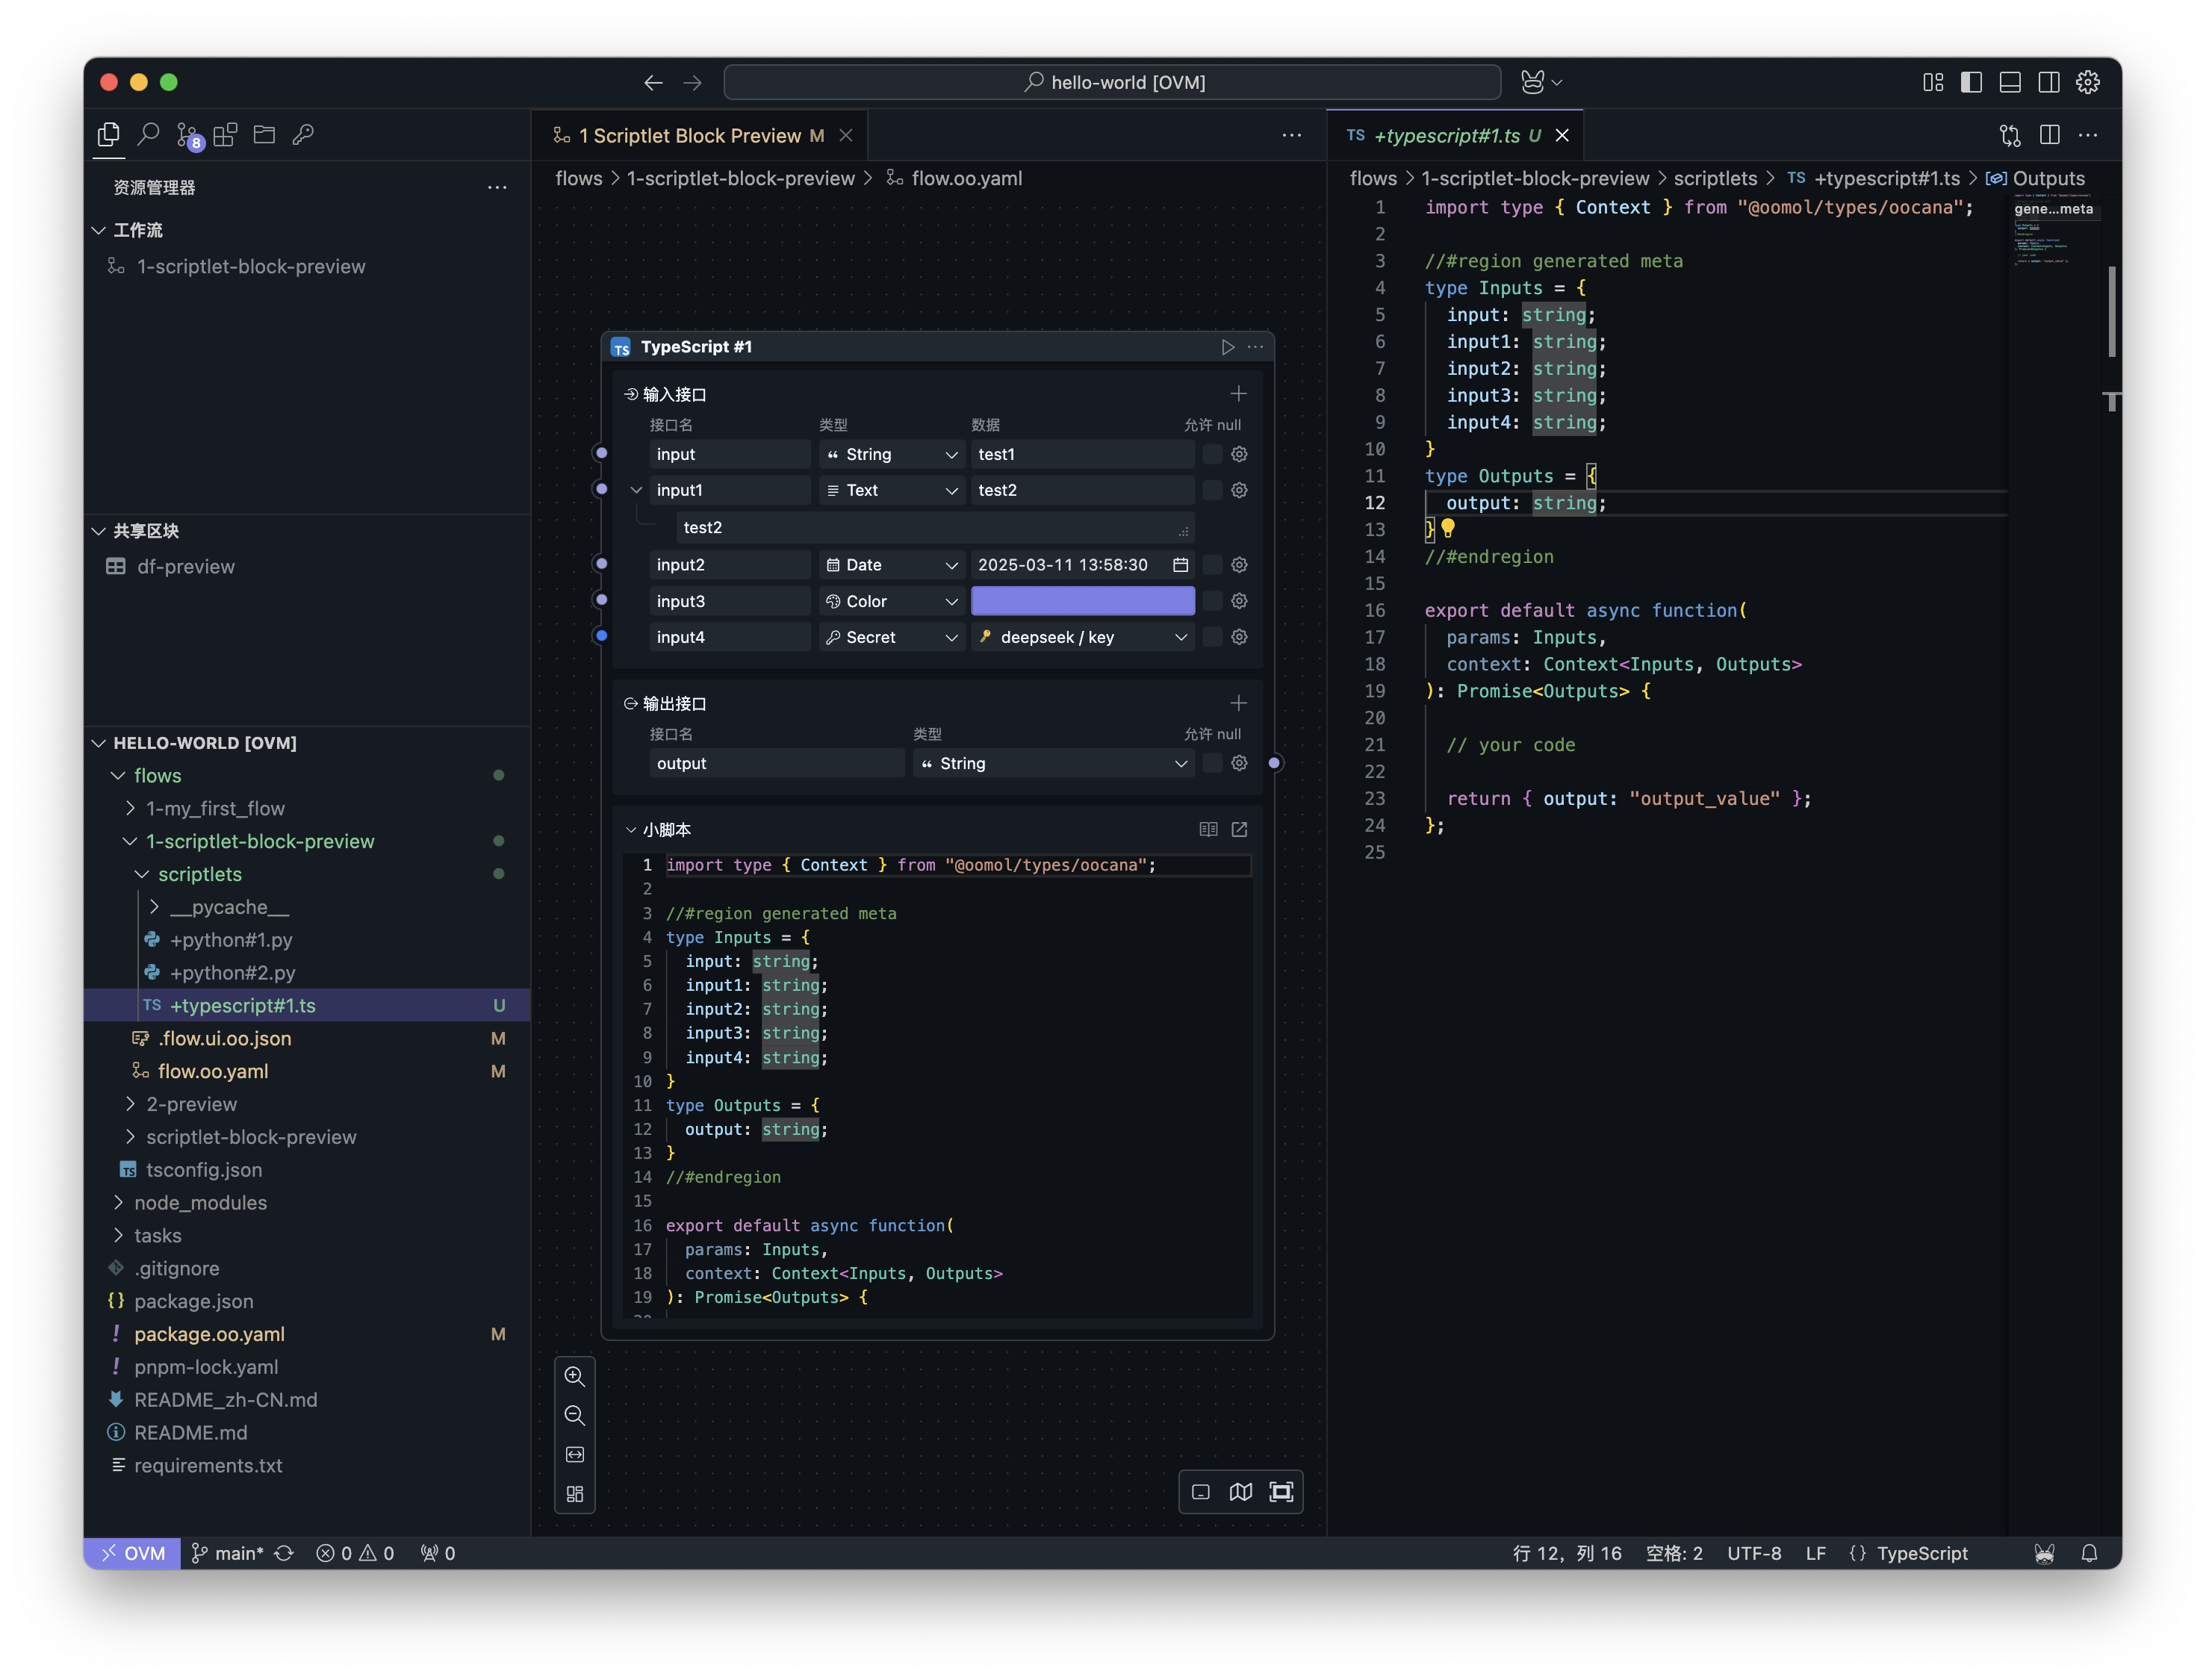 hello-world [OVM]
8
1 Scriptlet Block Preview M
TS +typescript#1.ts U
资源管理器
工作流
1-scriptlet-block-preview
共享区块
df-preview
HELLO-WORLD [OVM]
flows
1-my_first_flow
1-scriptlet-block-preview
scriptlets
__pycache__
+python#1.py
+python#2.py
TS +typescript#1.ts U
.flow.ui.oo.json M
flow.oo.yaml M
2-preview
scriptlet-block-preview
TS tsconfig.json
node_modules
tasks
.gitignore
{} package.json
! package.oo.yaml M
! pnpm-lock.yaml
README_zh-CN.md
README.md
requirements.txt
flows > 1-scriptlet-block-preview > flow.oo.yaml
TS TypeScript #1
输入接口
接口名 类型 数据 允许 null
input “ String test1
input1 Text test2
test2
input2 Date 2025-03-11 13:58:30
input3 Color
input4 Secret deepseek / key
输出接口
接口名 类型 允许 null
output “ String
小脚本
1 import type { Context } from "@oomol/types/oocana";
2
3 //#region generated meta
4 type Inputs = {
5 input: string;
6 input1: string;
7 input2: string;
8 input3: string;
9 input4: string;
10 }
11 type Outputs = {
12 output: string;
13 }
14 //#endregion
15
16 export default async function(
17 params: Inputs,
18 context: Context<Inputs, Outputs>
19 ): Promise<Outputs> {
flows > 1-scriptlet-block-preview > scriptlets > TS +typescript#1.ts > Outputs
1 import type { Context } from "@oomol/types/oocana";
2
3 //#region generated meta
4 type Inputs = {
5 input: string;
6 input1: string;
7 input2: string;
8 input3: string;
9 input4: string;
10 }
11 type Outputs = {
12 output: string;
13 }
14 //#endregion
15
16 export default async function(
17 params: Inputs,
18 context: Context<Inputs, Outputs>
19 ): Promise<Outputs> {
20
21 // your code
22
23 return { output: "output_value" };
24 };
25
gene...meta
OVM main* 0 0 0
行 12，列 16 空格: 2 UTF-8 LF {} TypeScript